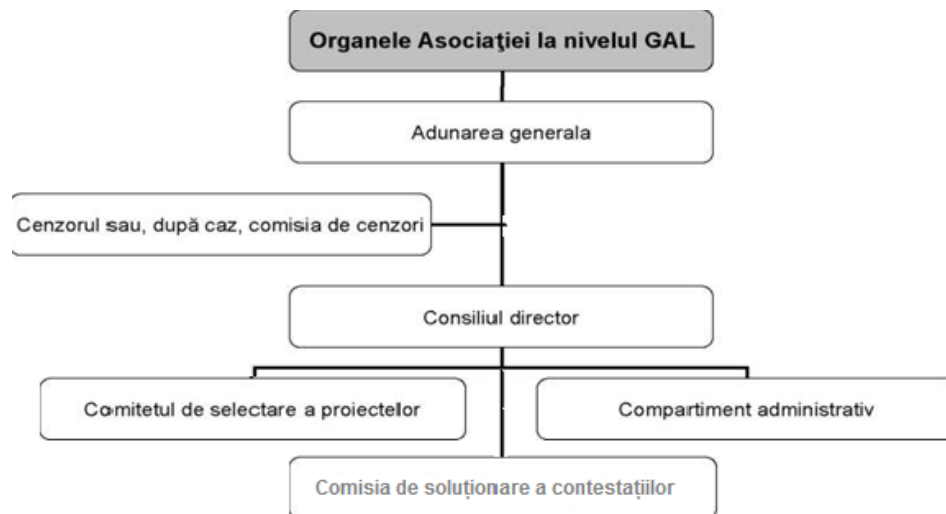 Organele Asociaţiei la nivelul GAL
Adunarea generala
Cenzorul sau, după caz, comisia de cenzori
Consiliul director
Comitetul de selectare a proiectelor
Compartiment administrativ
Comisia de soluționare a contestațiilor